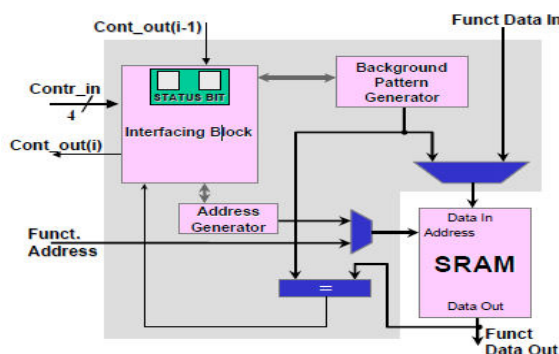 Cont_out(i-1)
Funct Data In
Contr_in
4
STATUS BIT
Interfacing Block
Background
Pattern
Generator
Cont_out(i)
Address
Generator
Funct.
Address
Data In
Address
SRAM
Data Out
=
Funct
Data Out